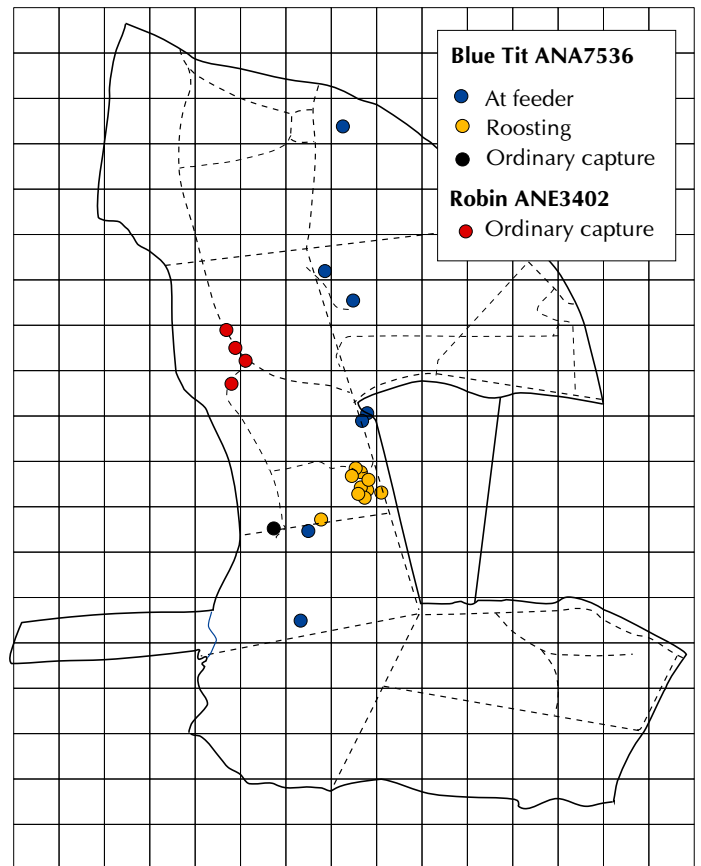 Blue Tit ANA7536
At feeder
Roosting
Ordinary capture
Robin ANE3402
Ordinary capture